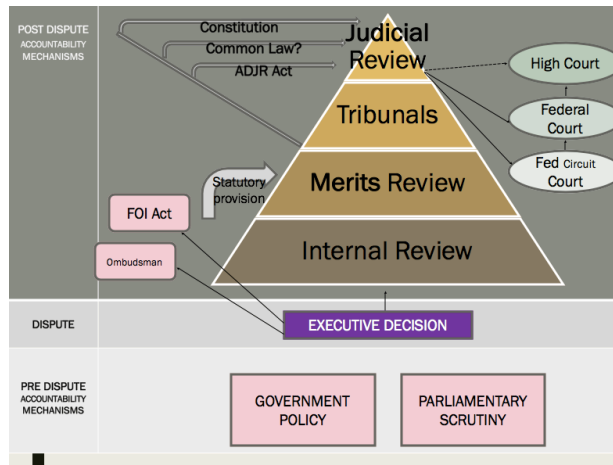 POST DISPUTE
ACCOUNTABILITY
MECHANISMS
Constitution
Common Law?
ADJR Act
Judicial
Review
High Court
Tribunals
Federal
Court
Merits Review
Fed Circuit
Court
Statutory
provision
FOI Act
Internal Review
Ombudsman
DISPUTE
EXECUTIVE DECISION
PRE DISPUTE
ACCOUNTABILITY
MECHANISMS
GOVERNMENT
POLICY
PARLIAMENTARY
SCRUTINY